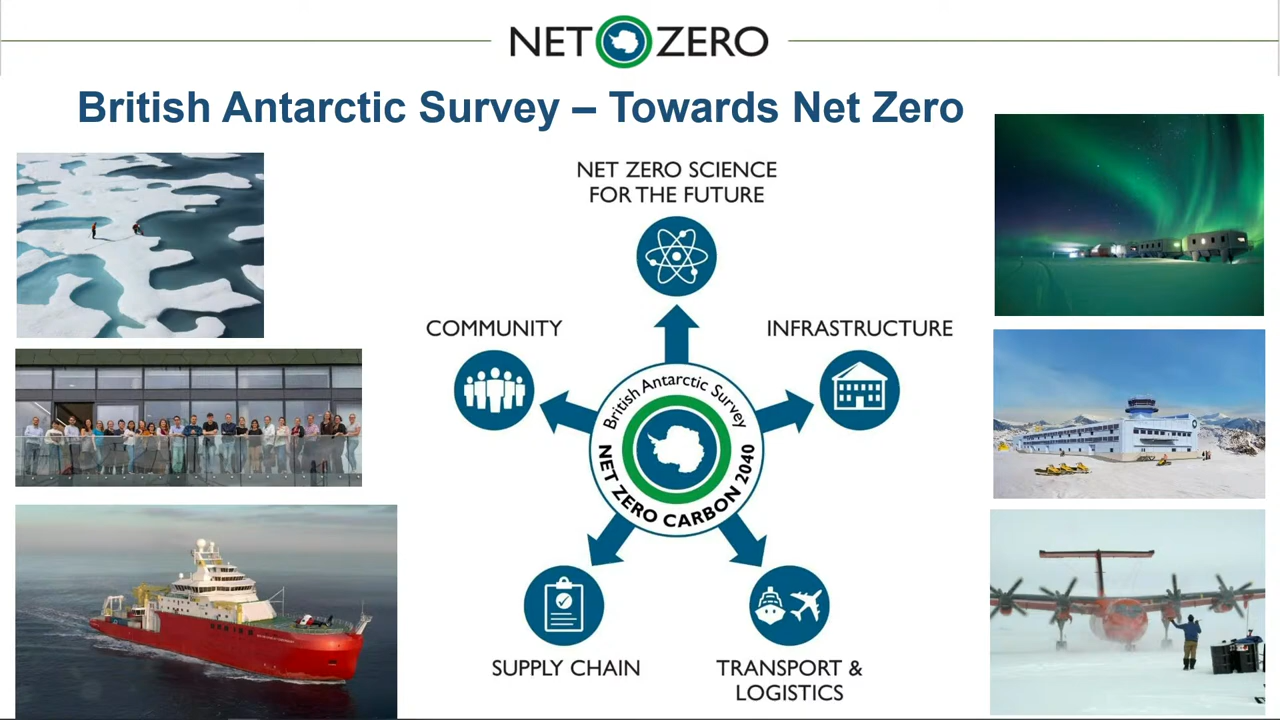 NET ZERO
British Antarctic Survey – Towards Net Zero
NET ZERO SCIENCE
FOR THE FUTURE
COMMUNITY
INFRASTRUCTURE
British Antarctic Survey
NET ZERO CARBON 2040
SUPPLY CHAIN
TRANSPORT &
LOGISTICS